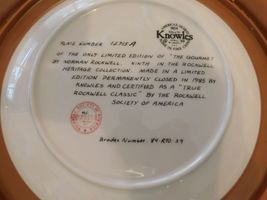 Knowles
PLATE NUMBER 12715A
OF THE ONLY LIMITED EDITION OF "THE GOURMET"
BY NORMAN ROCKWELL. NINTH IN THE ROCKWELL
HERITAGE COLLECTION. MADE IN A LIMITED
EDITION PERMANENTLY CLOSED IN 1985 BY
KNOWLES AND CERTIFIED AS A "TRUE
ROCKWELL CLASSIC" BY THE ROCKWELL
SOCIETY OF AMERICA
Bradex Number: 84-R70-3.9